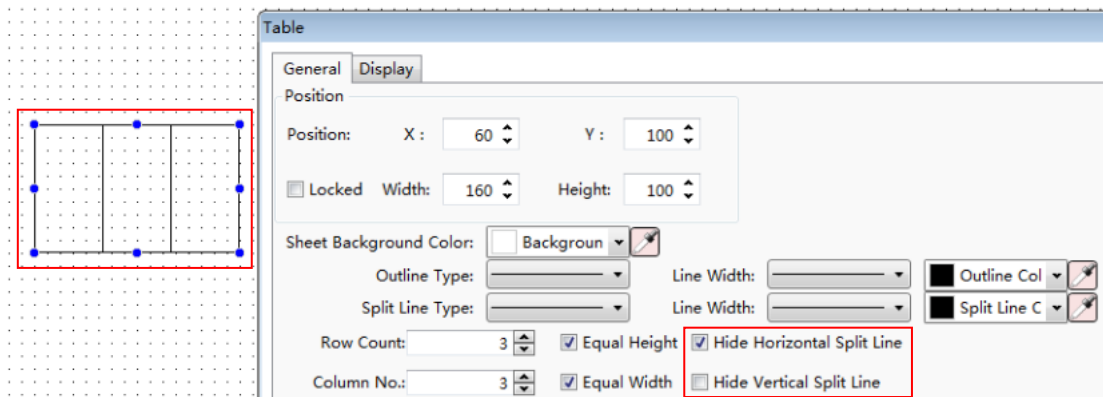 Table
General Display
Position
Position: X : 60 Y : 100
Locked Width: 160 Height: 100
Sheet Background Color: Backgroun
Outline Type: Line Width: Outline Col
Split Line Type: Line Width: Split Line C
Row Count: 3 Equal Height Hide Horizontal Split Line
Column No.: 3 Equal Width Hide Vertical Split Line